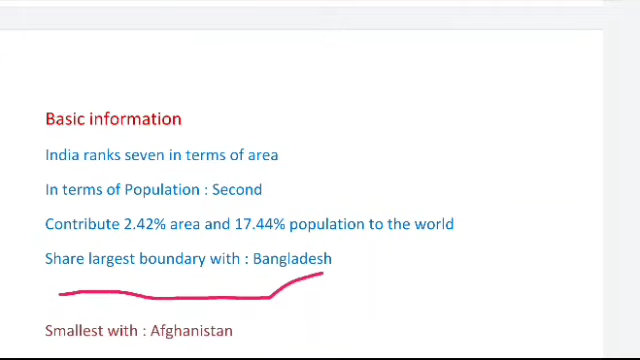 Basic information
India ranks seven in terms of area
In terms of Population : Second
Contribute 2.42% area and 17.44% population to the world
Share largest boundary with : Bangladesh
Smallest with : Afghanistan